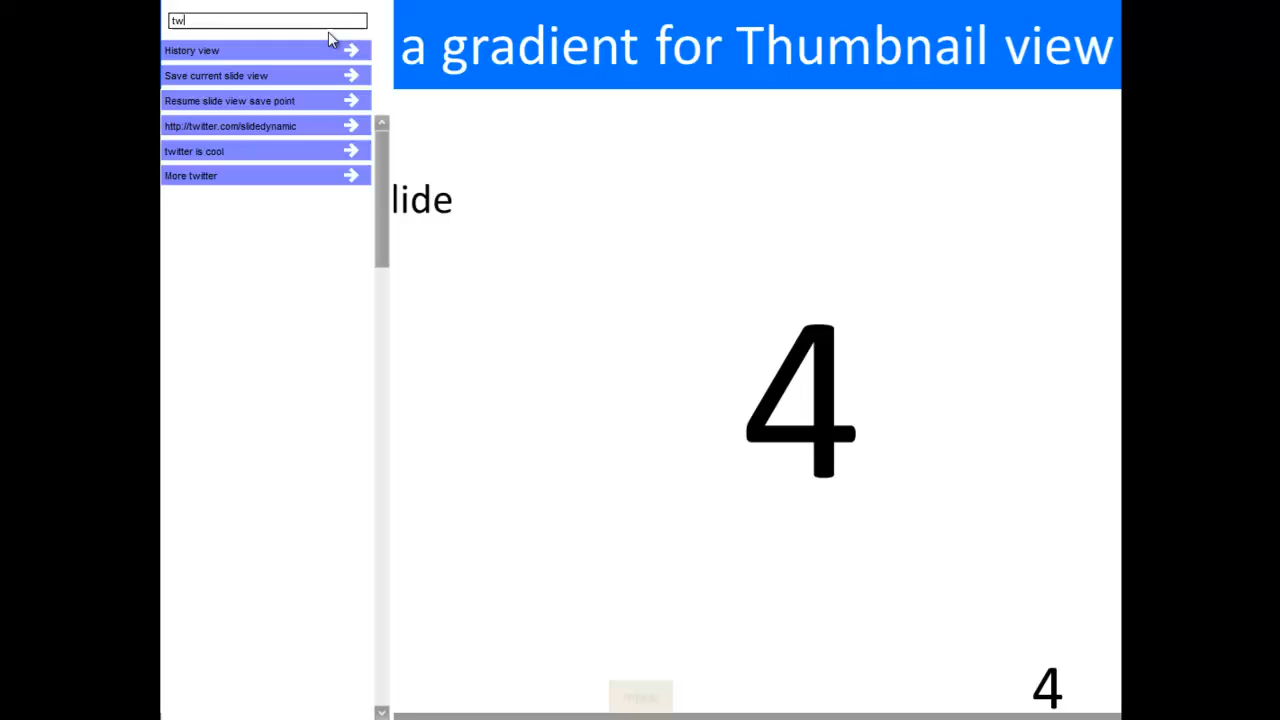 tw
a gradient for Thumbnail view
History view
Save current slide view
Resume slide view save point
http://twitter.com/slidedynamic
twitter is cool
More twitter
lide
4
4